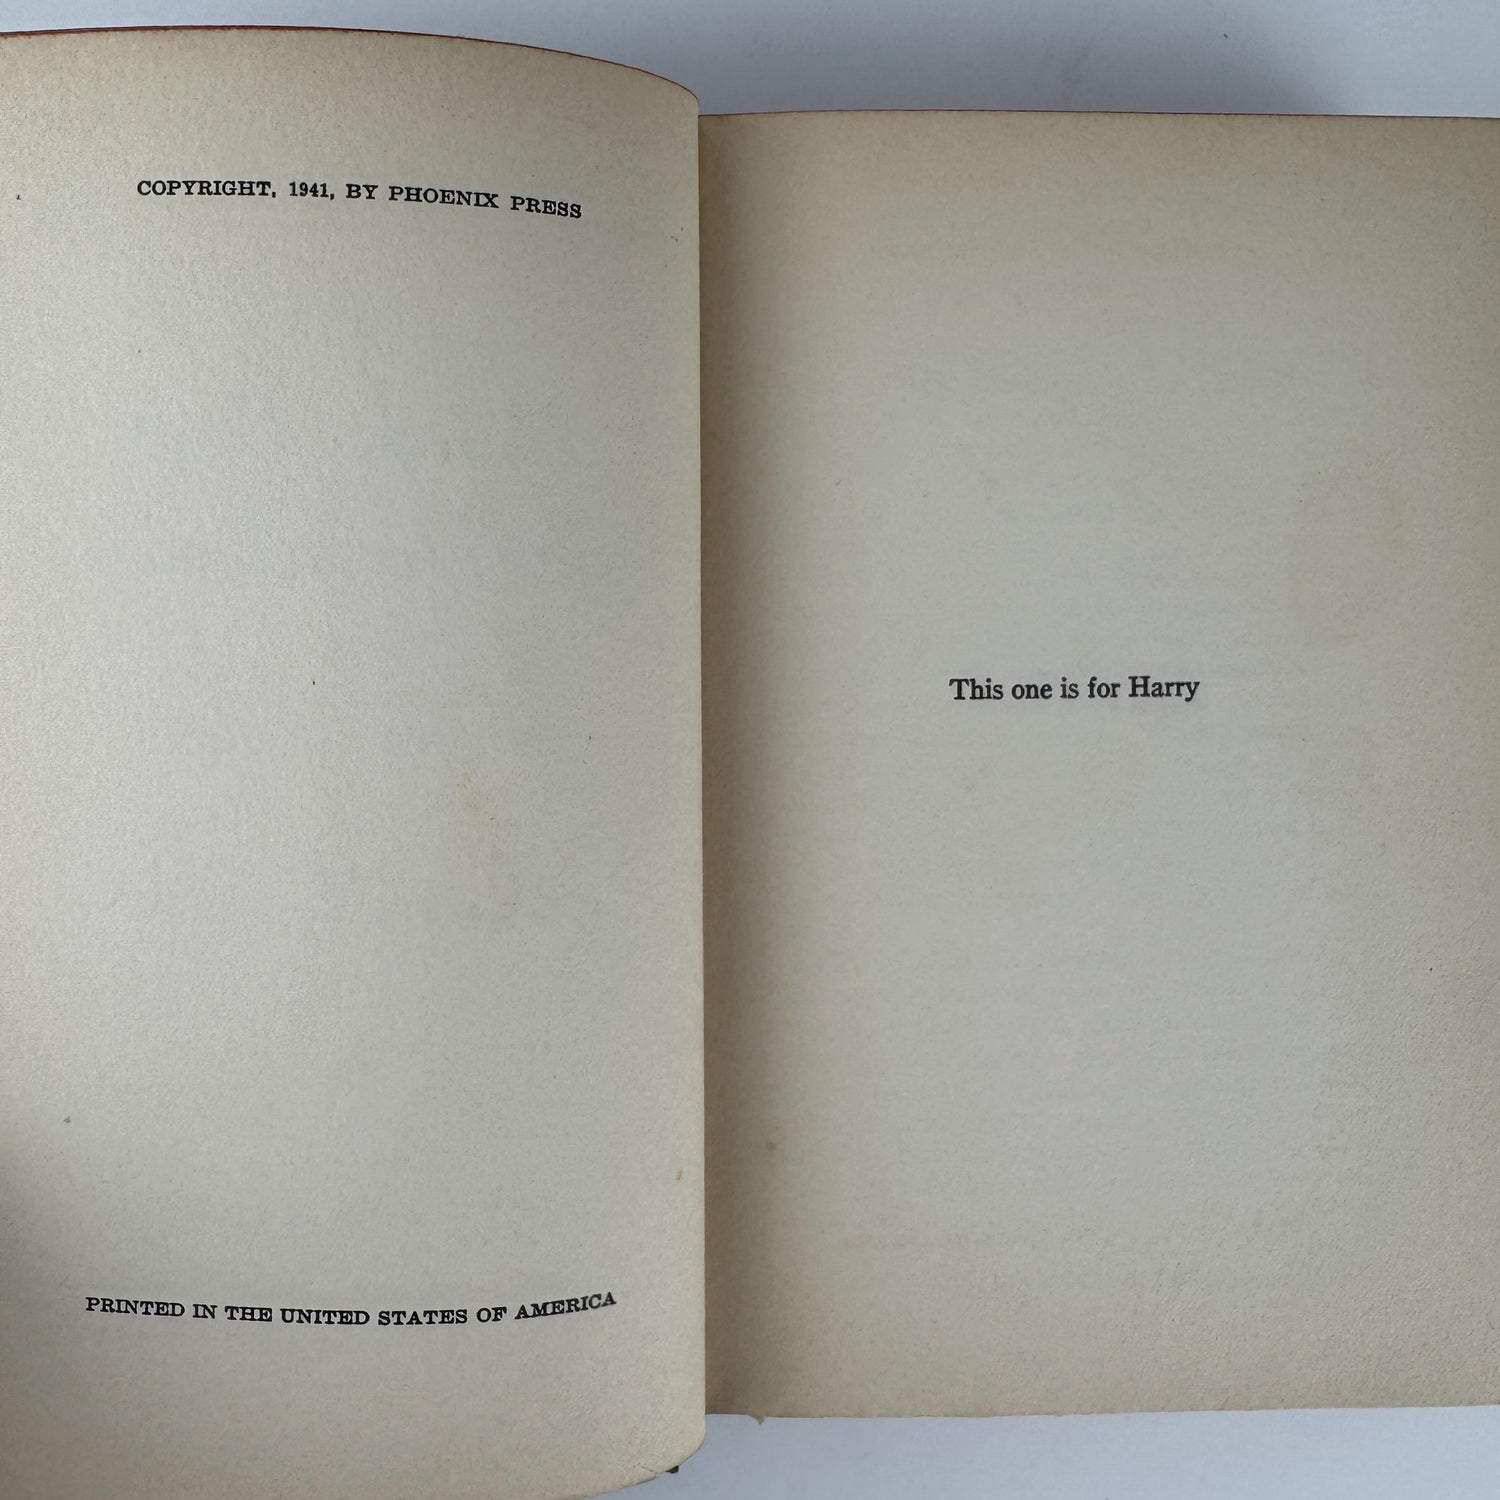 COPYRIGHT, 1941, BY PHOENIX PRESS
PRINTED IN THE UNITED STATES OF AMERICA
This one is for Harry